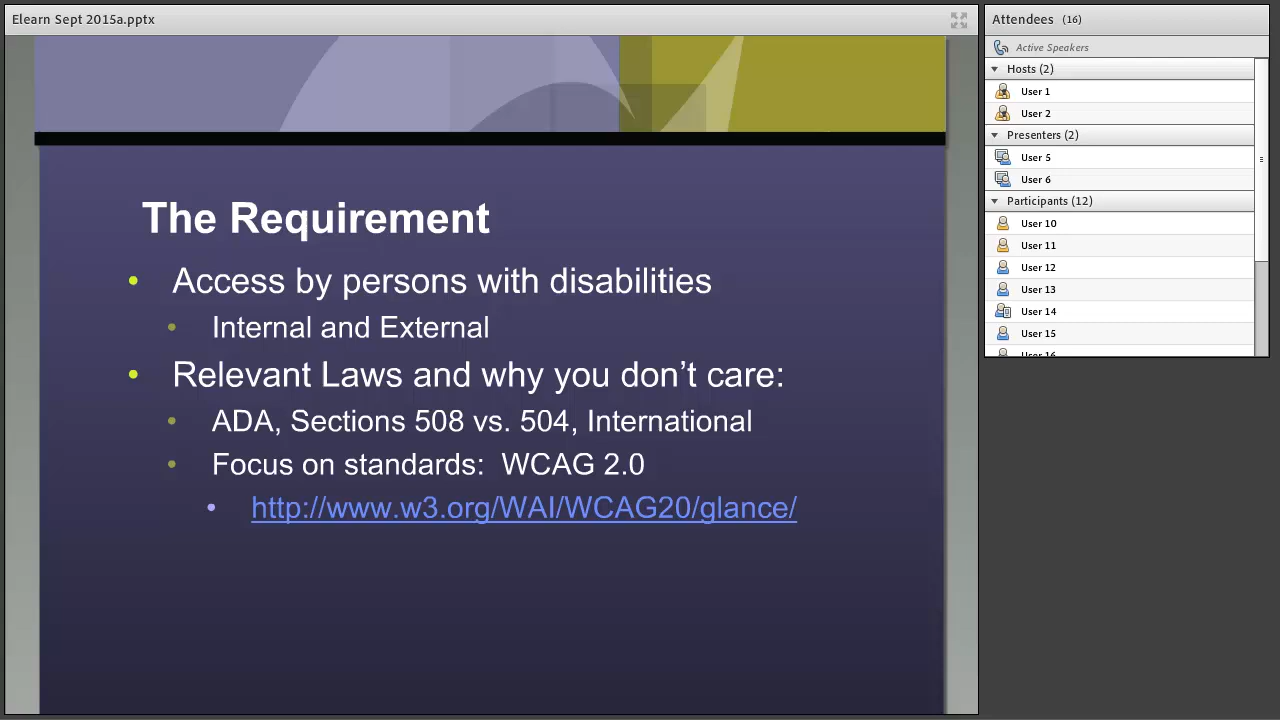 Elearn Sept 2015a.pptx
The Requirement
• Access by persons with disabilities
• Internal and External
• Relevant Laws and why you don’t care:
• ADA, Sections 508 vs. 504, International
• Focus on standards: WCAG 2.0
• http://www.w3.org/WAI/WCAG20/glance/
Attendees (16)
Active Speakers
Hosts (2)
User 1
User 2
Presenters (2)
User 5
User 6
Participants (12)
User 10
User 11
User 12
User 13
User 14
User 15
User 16